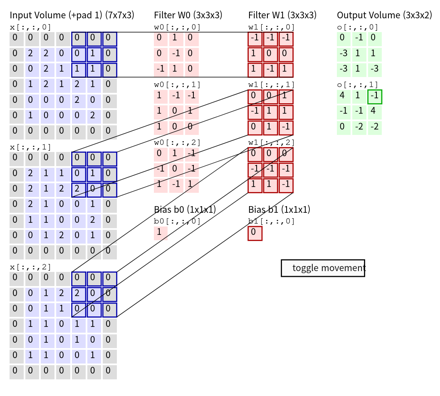 Input Volume (+pad 1) (7x7x3)
x[:,:,0]
0 0 0 0 0 0 0
0 2 2 0 0 1 0
0 0 2 2 1 1 0
0 1 2 1 2 1 0
0 0 0 0 2 0 0
0 1 0 0 0 2 0
0 0 0 0 0 0 0
x[:,:,1]
0 0 0 0 0 0 0
0 2 1 1 0 1 0
0 2 1 2 2 0 0
0 2 1 0 0 1 0
0 1 1 0 0 2 0
0 0 1 2 0 1 0
0 0 0 0 0 0 0
x[:,:,2]
0 0 0 0 0 0 0
0 0 1 2 2 0 0
0 1 1 0 0 0 0
0 1 1 0 1 1 0
0 1 1 0 1 0 0
0 1 1 0 1 0 0
0 0 0 0 0 0 0
Filter W0 (3x3x3)
w0[:,:,0]
0 1 0
0 -1 0
-1 1 0
w0[:,:,1]
1 -1 -1
1 0 1
1 0 0
w0[:,:,2]
0 1 -1
-1 0 -1
1 -1 1
Bias b0 (1x1x1)
b0[:,:,0]
1
Filter W1 (3x3x3)
w1[:,:,0]
-1 -1 -1
1 0 0
1 -1 1
w1[:,:,1]
0 0 1
1 1 -1
0 1 -1
w1[:,:,2]
0 0 0
-1 -1 -1
1 1 -1
Bias b1 (1x1x1)
b1[:,:,0]
0
Output Volume (3x3x2)
o[:,:,0]
0 -1 0
-3 1 1
-3 1 -3
o[:,:,1]
4 1 -1
-1 -1 4
0 -2 -2
toggle movement